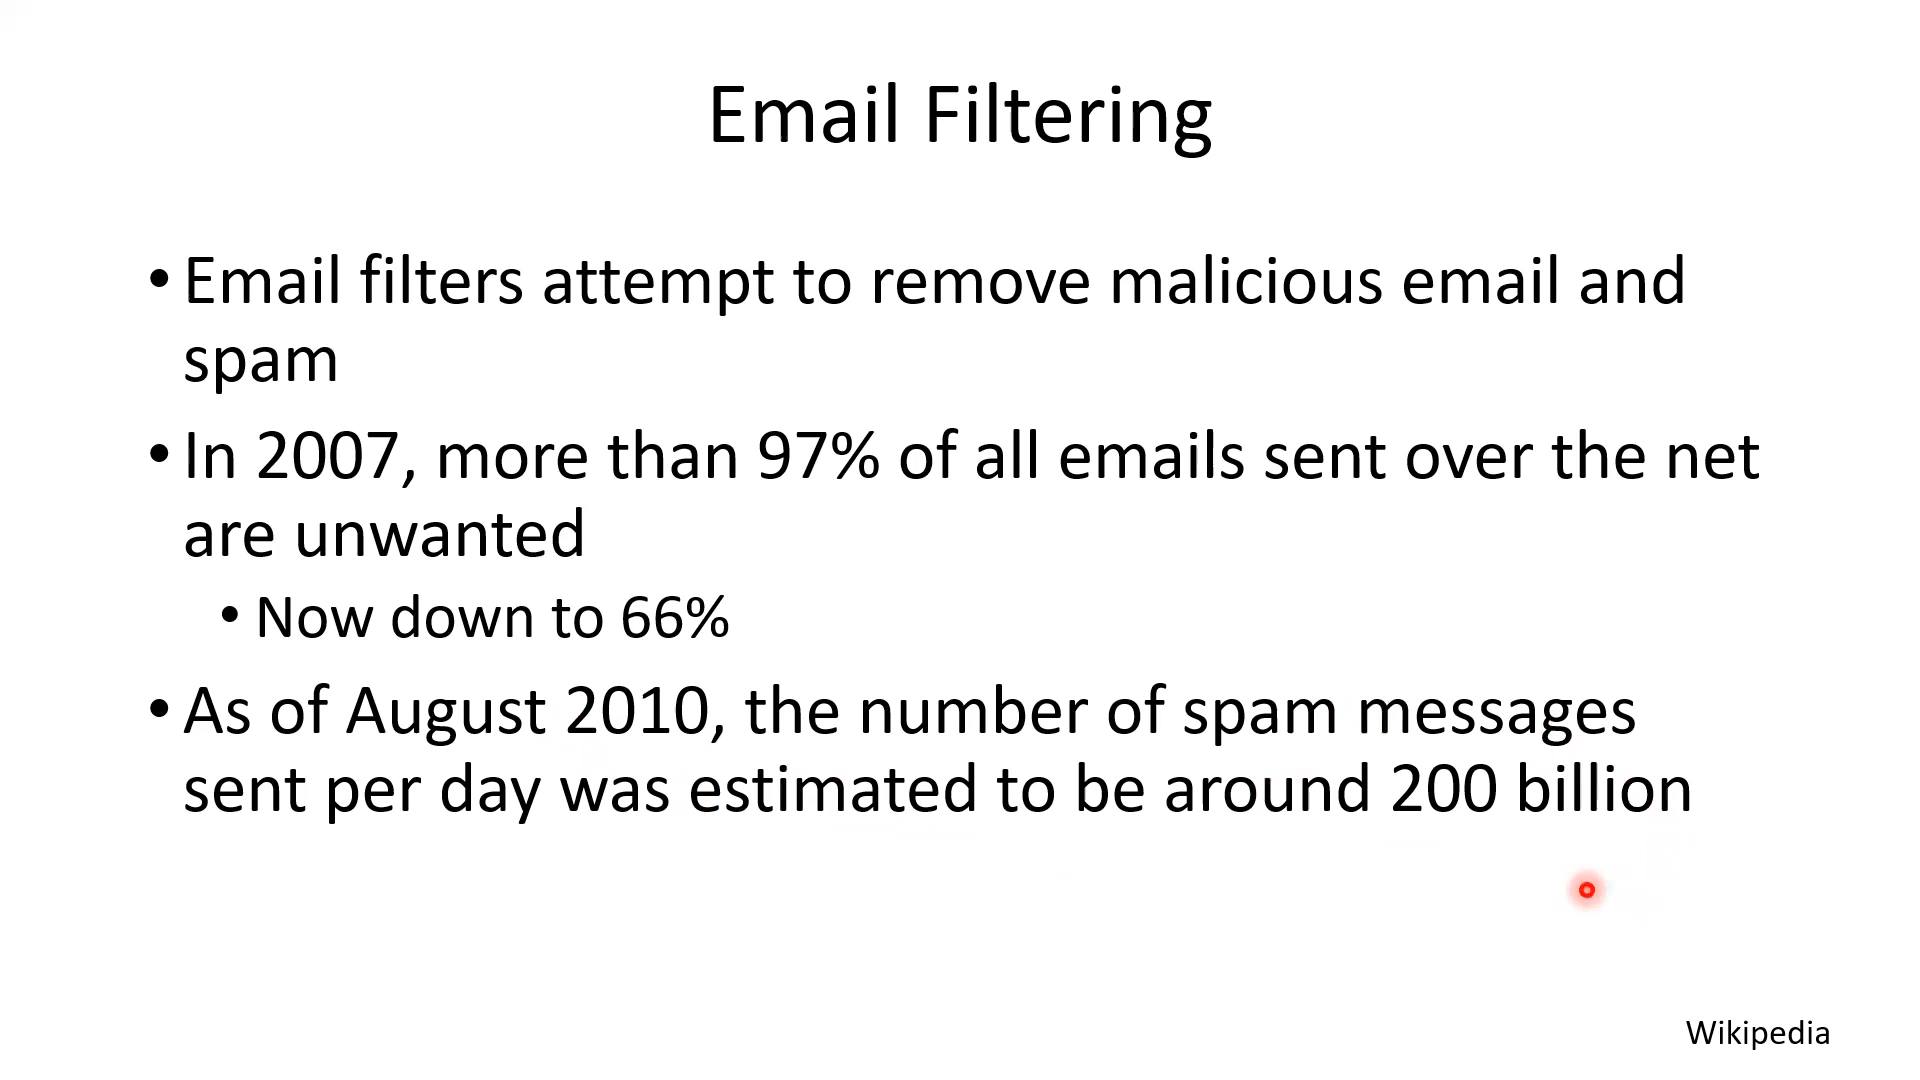 Email Filtering
• Email filters attempt to remove malicious email and
spam
• In 2007, more than 97% of all emails sent over the net
are unwanted
• Now down to 66%
• As of August 2010, the number of spam messages
sent per day was estimated to be around 200 billion
Wikipedia